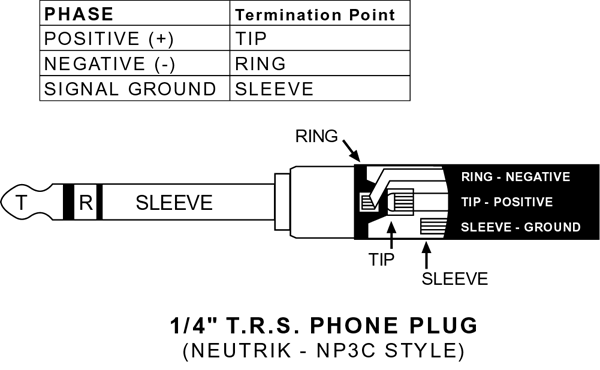 PHASE Termination Point
POSITIVE (+) TIP
NEGATIVE (-) RING
SIGNAL GROUND SLEEVE
RING
RING - NEGATIVE
T R SLEEVE TIP - POSITIVE
SLEEVE - GROUND
TIP
SLEEVE
1/4" T.R.S. PHONE PLUG
(NEUTRIK - NP3C STYLE)